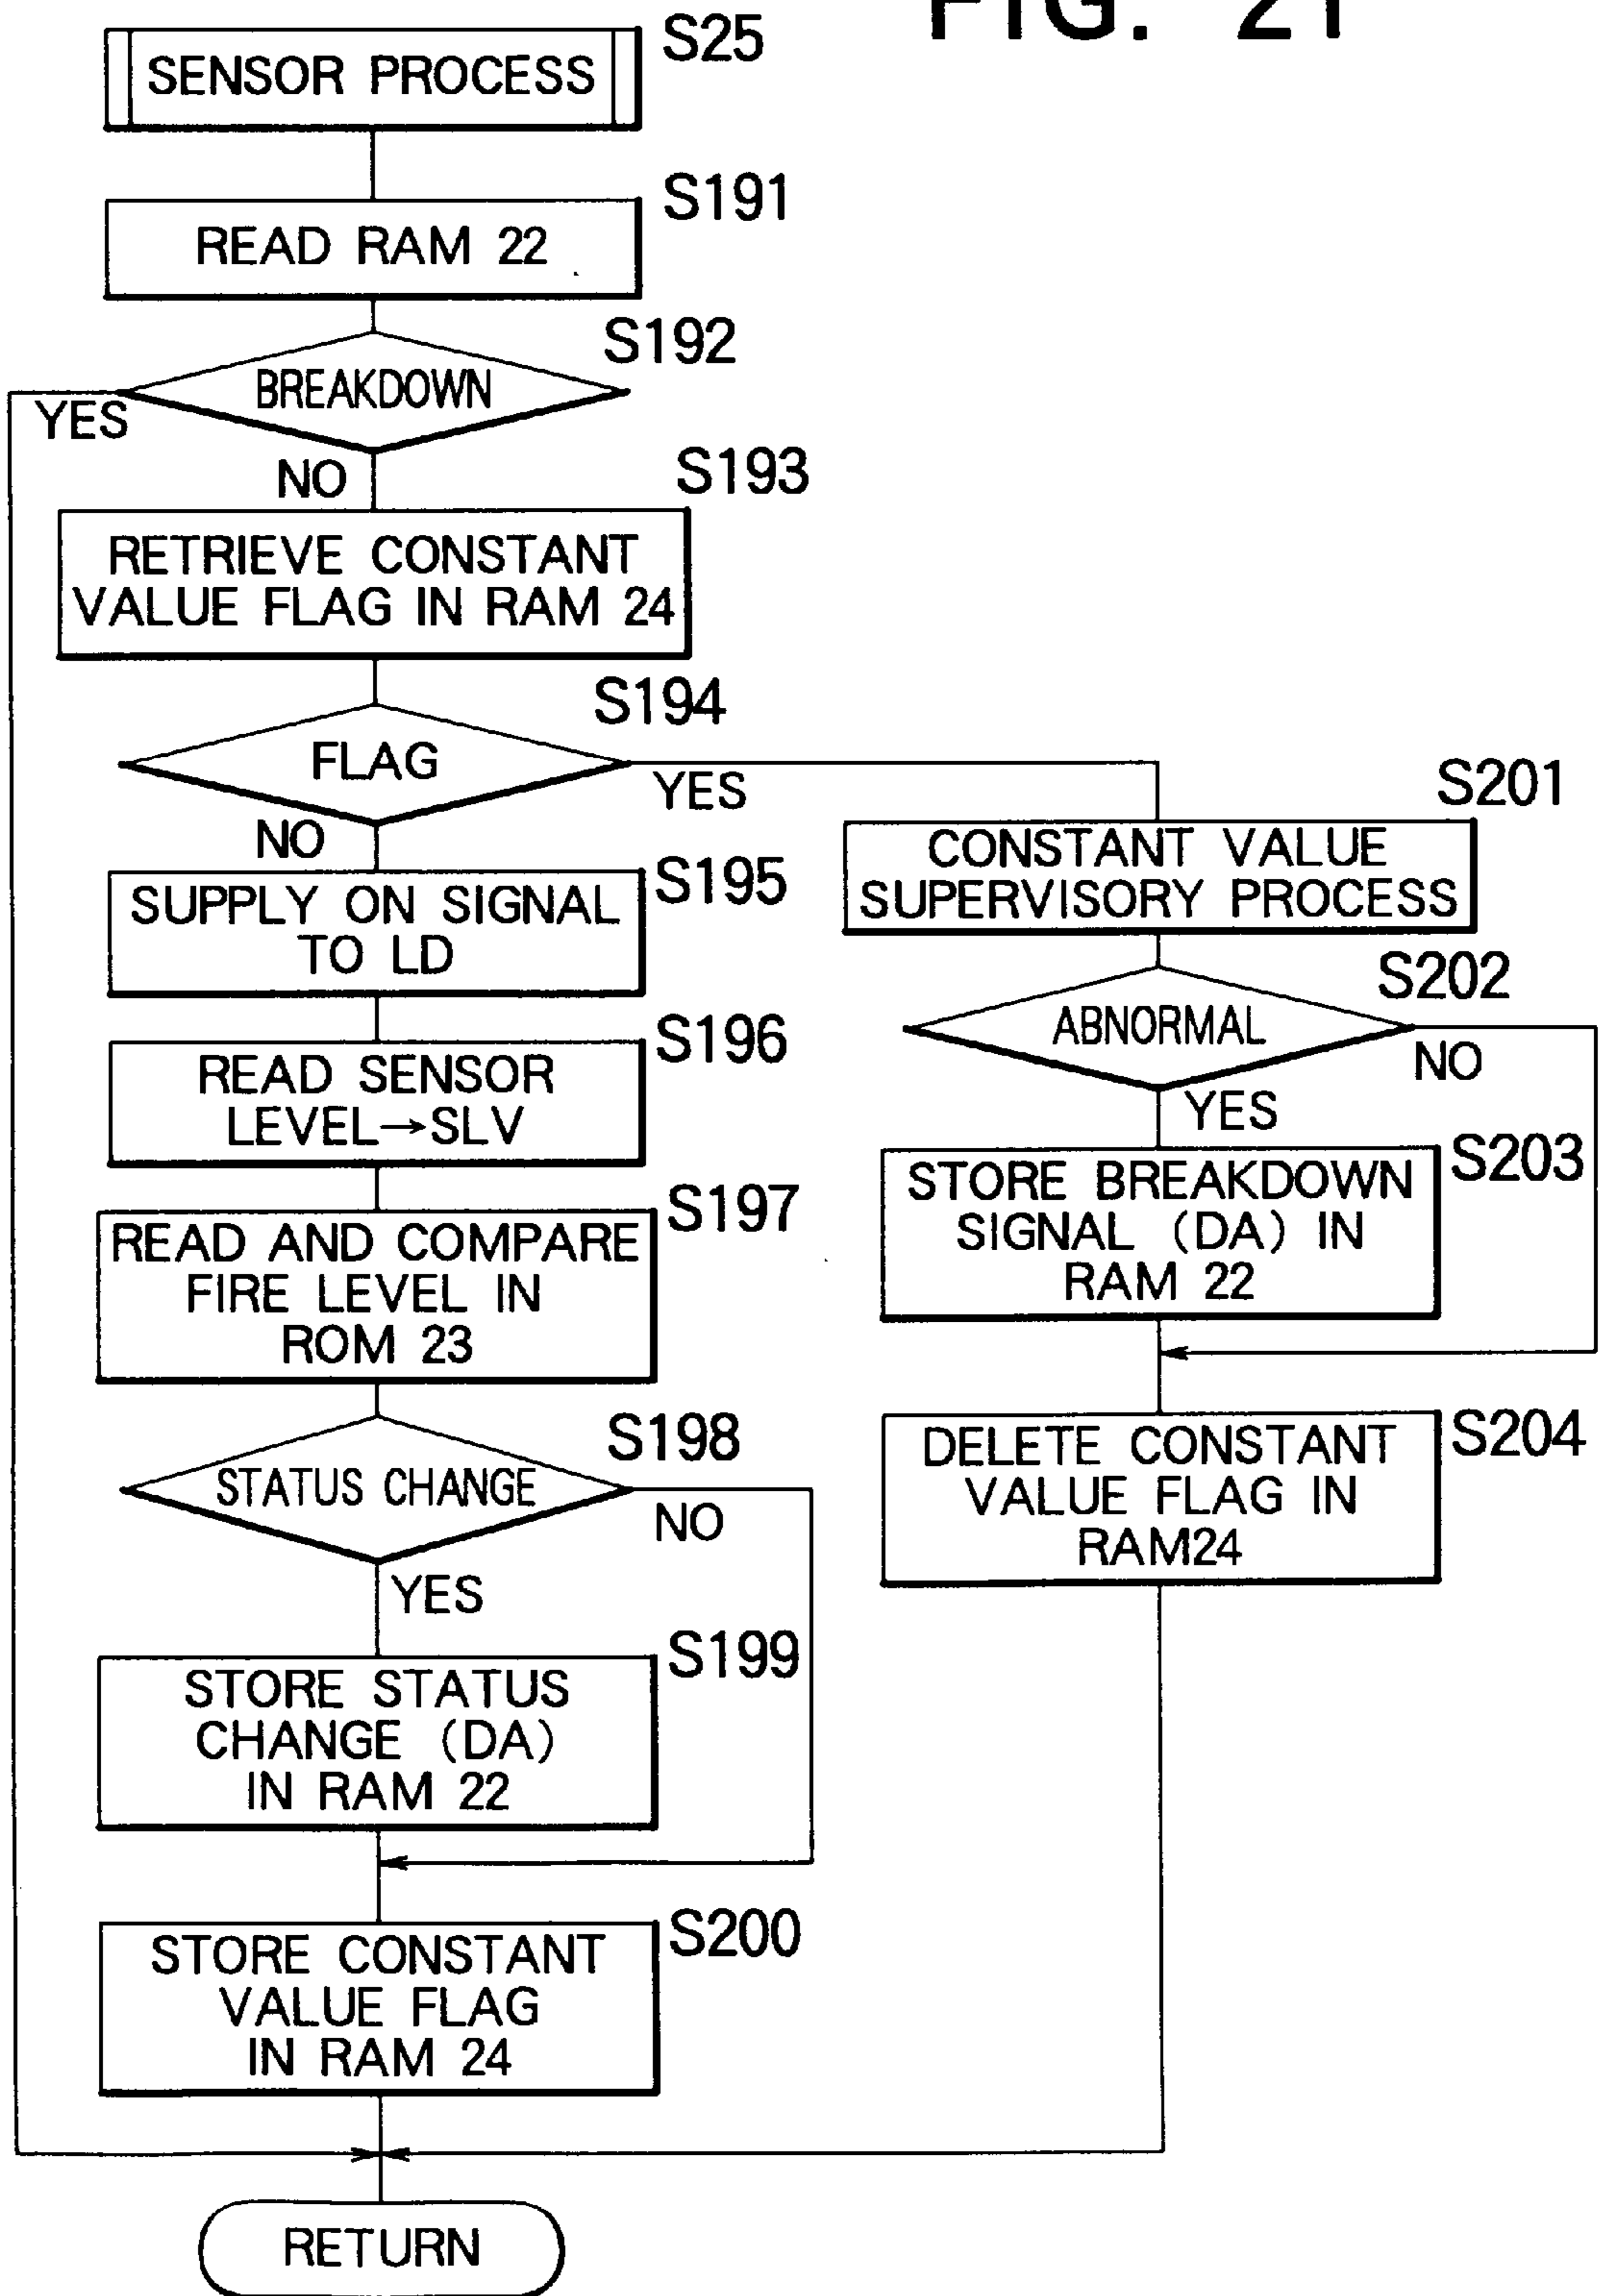 FIG. 21
S25
SENSOR PROCESS
S191
READ RAM 22
S192
BREAKDOWN
YES
NO
S193
RETRIEVE CONSTANT
VALUE FLAG IN RAM 24
S194
FLAG
YES
NO
S195
SUPPLY ON SIGNAL
TO LD
S196
READ SENSOR
LEVEL→SLV
S197
READ AND COMPARE
FIRE LEVEL IN
ROM 23
S198
STATUS CHANGE
NO
YES
S199
STORE STATUS
CHANGE (DA)
IN RAM 22
S200
STORE CONSTANT
VALUE FLAG
IN RAM 24
S201
CONSTANT VALUE
SUPERVISORY PROCESS
S202
ABNORMAL
NO
YES
S203
STORE BREAKDOWN
SIGNAL (DA) IN
RAM 22
S204
DELETE CONSTANT
VALUE FLAG IN
RAM24
RETURN